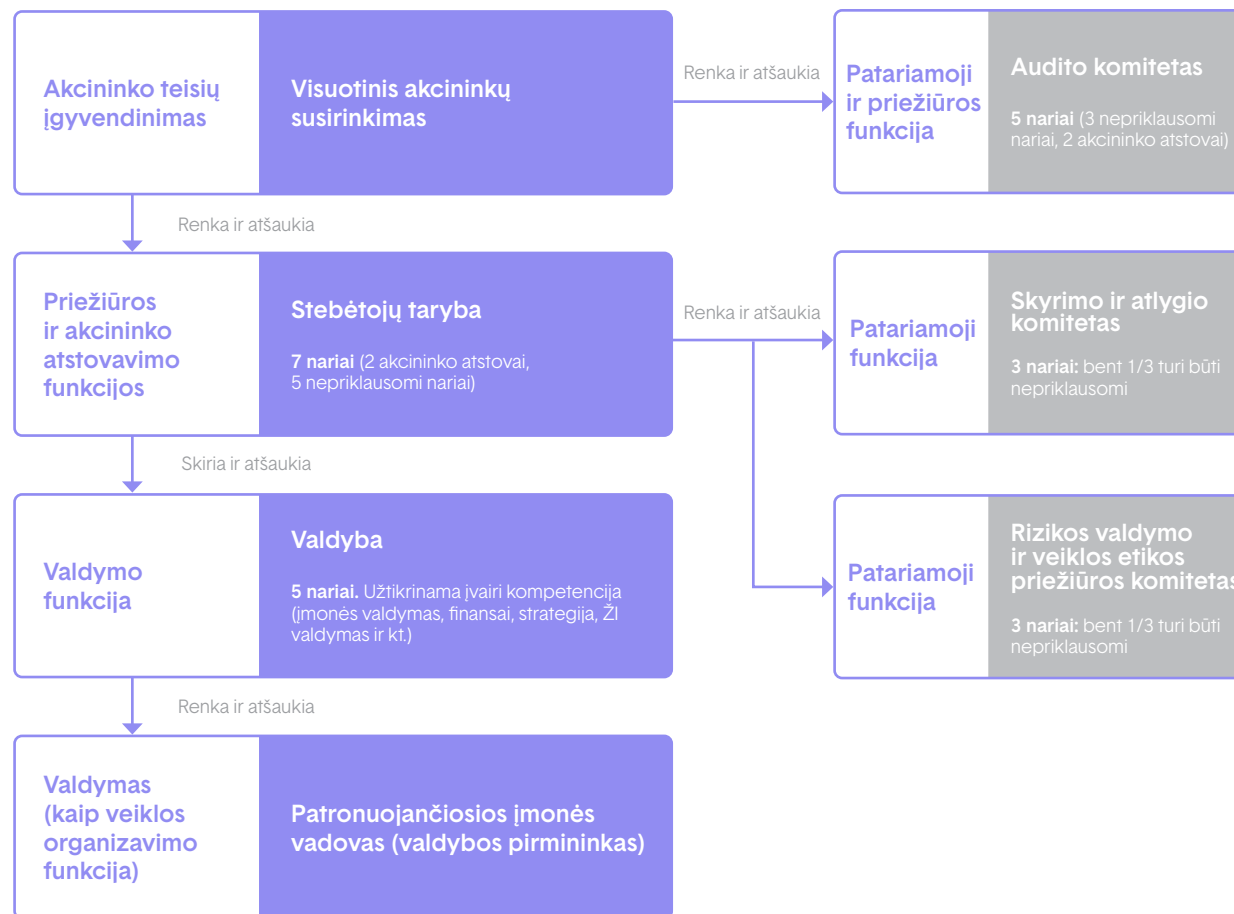 Akcininko teisių
įgyvendinimas
Visuotinis akcininkų
susirinkimas
Renka ir atšaukia
Patariamoji
ir priežiūros
funkcija
Audito komitetas
5 nariai (3 nepriklausomi
nariai, 2 akcininko atstovai)
Renka ir atšaukia
Priežiūros
ir akcininko
atstovavimo
funkcijos
Stebėtojų taryba
7 nariai (2 akcininko atstovai,
5 nepriklausomi nariai)
Renka ir atšaukia
Patariamoji
funkcija
Skyrimo ir atlygio
komitetas
3 nariai: bent 1/3 turi būti
nepriklausomi
Skiria ir atšaukia
Valdymo
funkcija
Valdyba
5 nariai. Užtikrinama įvairi kompetencija
(įmonės valdymas, finansai, strategija, ŽI
valdymas ir kt.)
Patariamoji
funkcija
Rizikos valdymo
ir veiklos etikos
priežiūros komitetas
3 nariai: bent 1/3 turi būti
nepriklausomi
Renka ir atšaukia
Valdymas
(kaip veiklos
organizavimo
funkcija)
Patronuojančiosios įmonės
vadovas (valdybos pirmininkas)